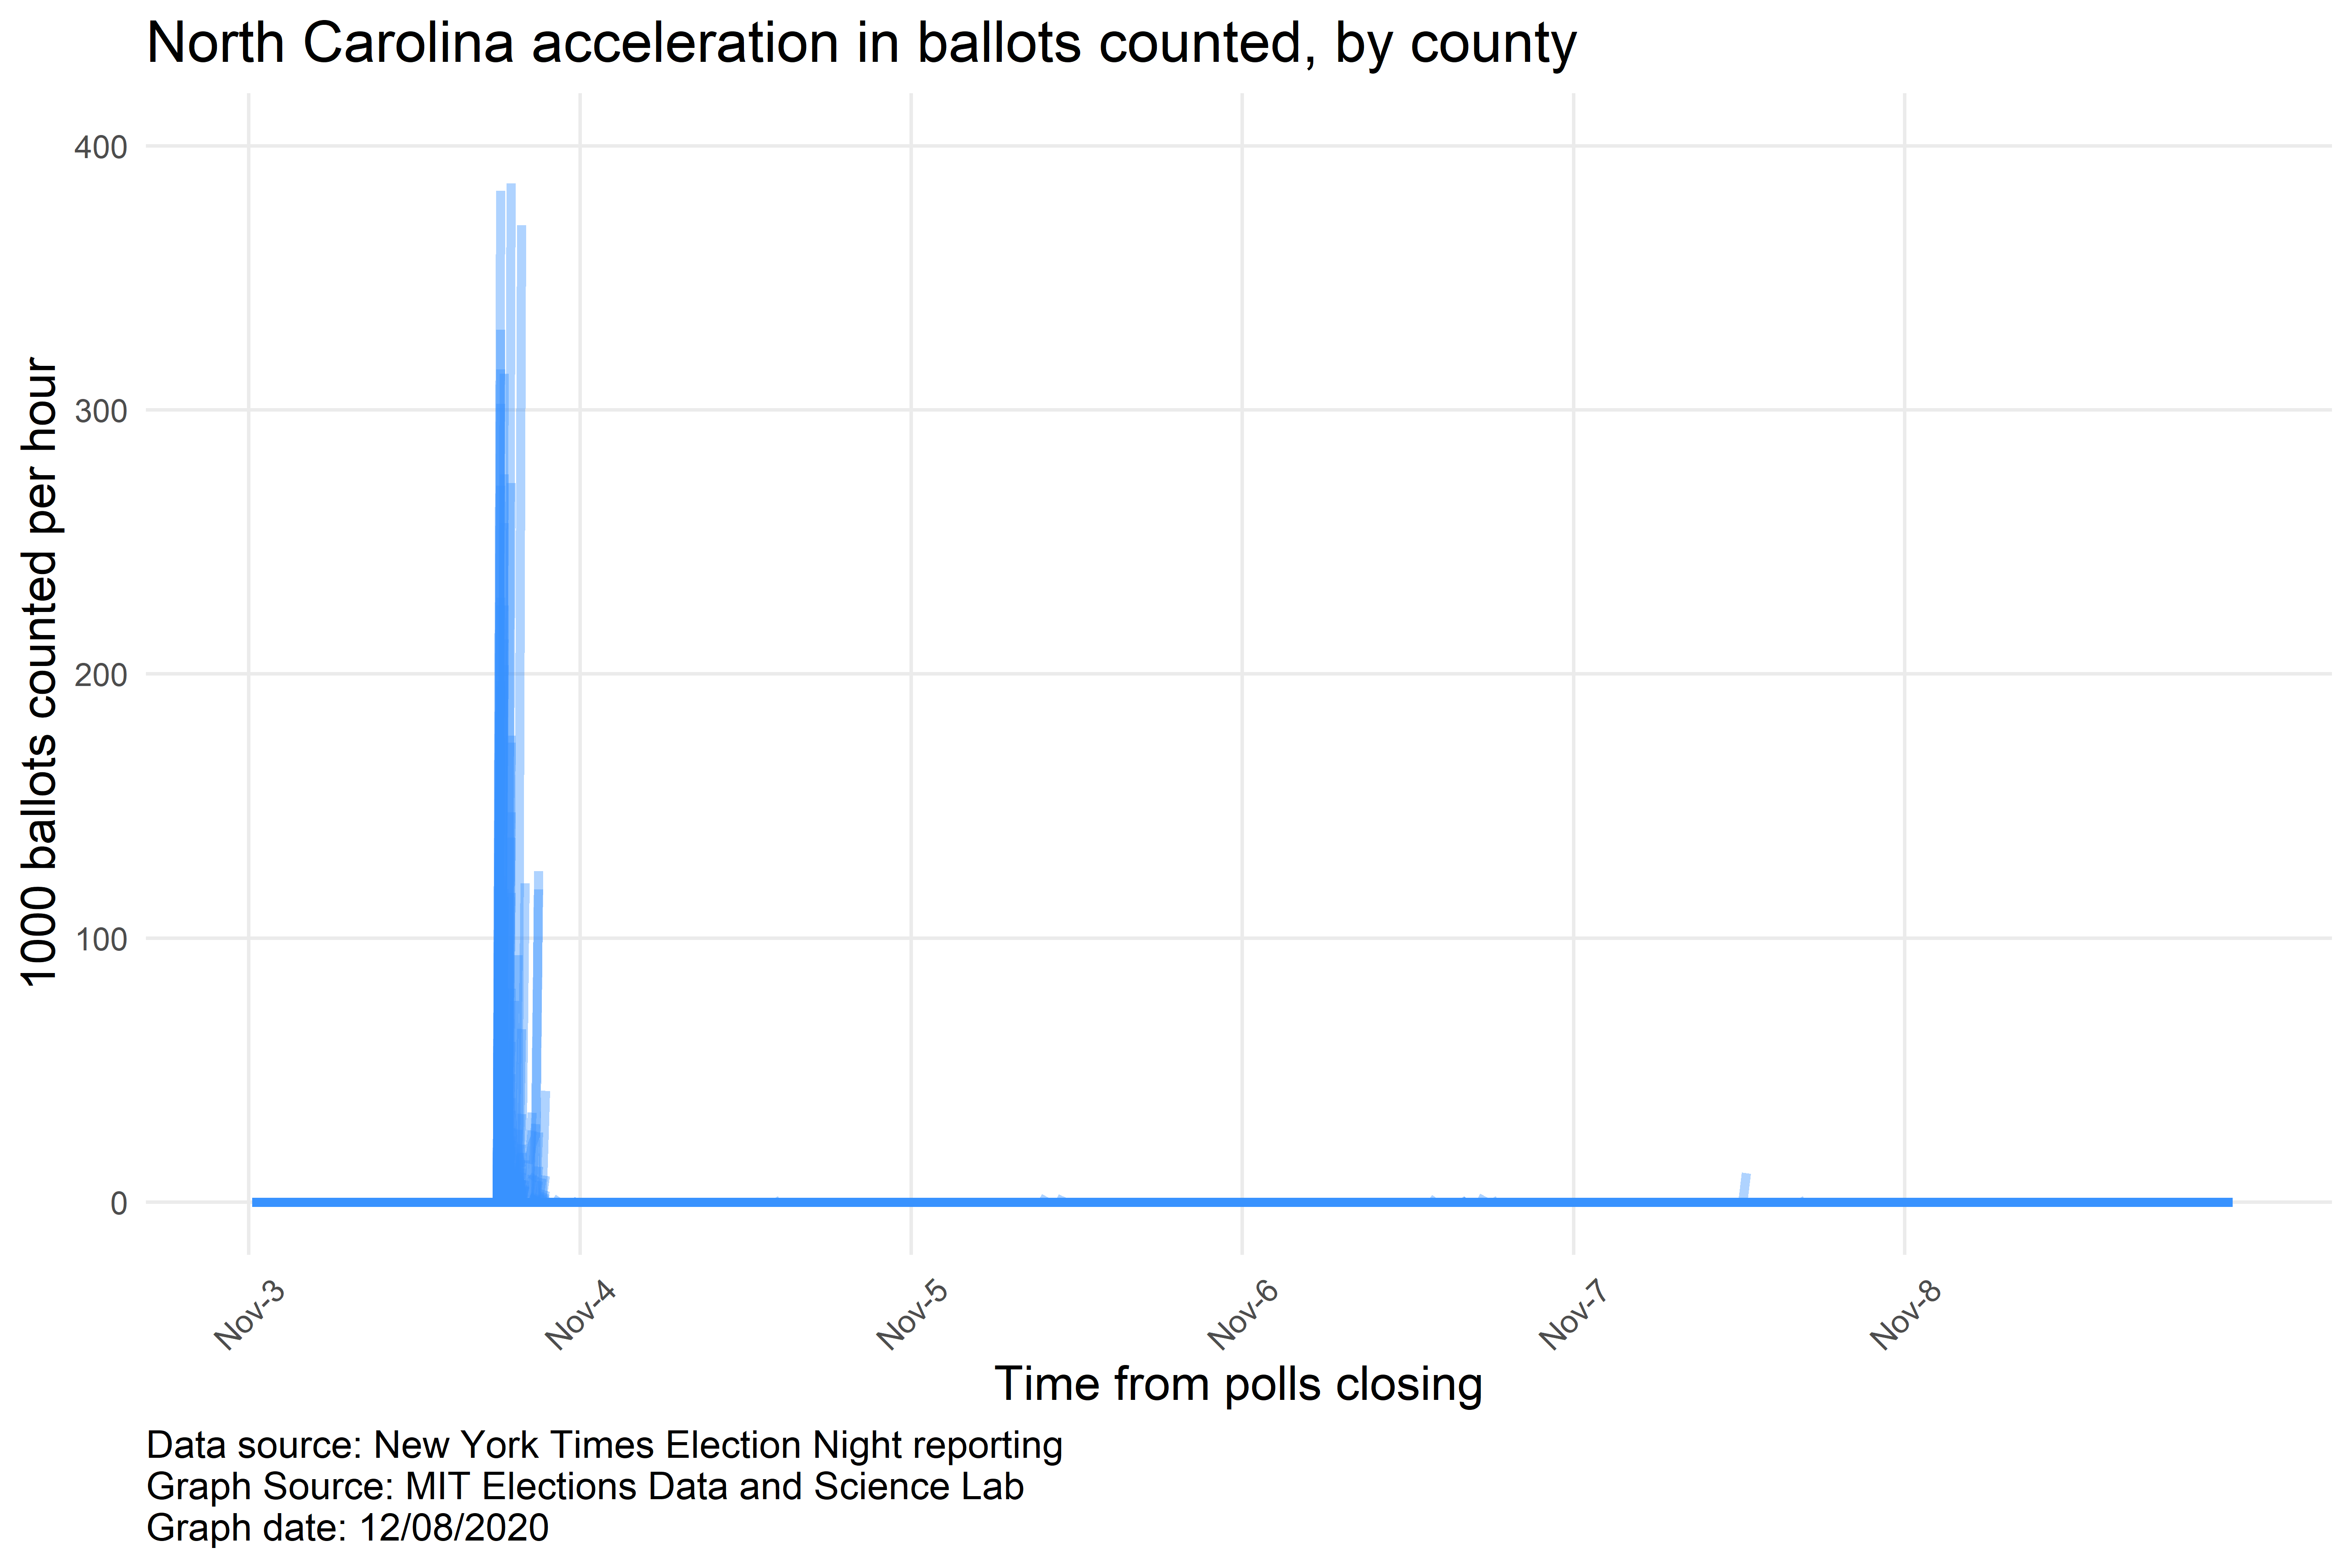 North Carolina acceleration in ballots counted, by county
1000 ballots counted per hour
400
300
200
100
0
Nov-3
Nov-4
Nov-5
Nov-6
Nov-7
Nov-8
Time from polls closing
Data source: New York Times Election Night reporting
Graph Source: MIT Elections Data and Science Lab
Graph date: 12/08/2020